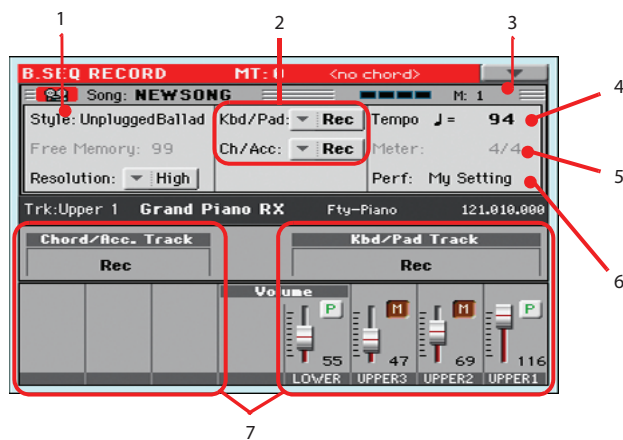 1
2
3
B.SEQ RECORD MT: 0 <no chord>
Song: NEWSONG M: 1
4
Style: UnpluggedBallad Kbd/Pad: Rec Tempo ♩= 94
Free Memory: 99 Ch/Acc: Rec Meter: 4/4
5
Resolution: High Perf: My Setting
6
Trk:Upper 1 Grand Piano RX Fty-Piano 121.010.000
Chord/Acc. Track Kbd/Pad Track
Rec Rec
Volume
P M M P
55 47 69 116
LOWER UPPER3 UPPER2 UPPER1
7